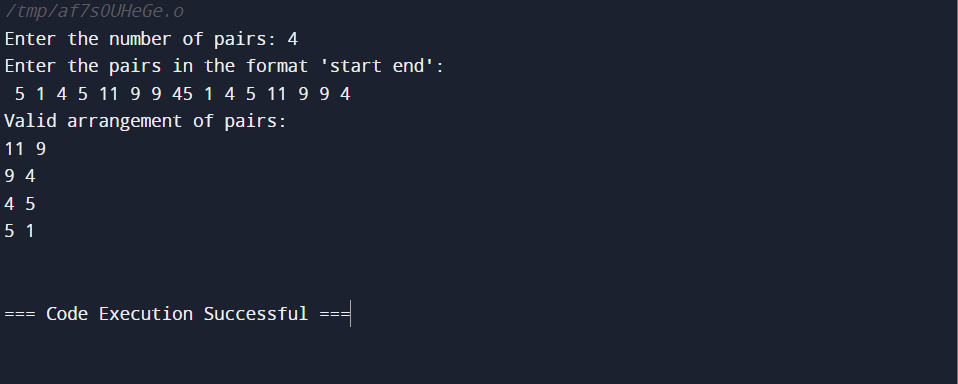 /tmp/af7sOUHeGe.o
Enter the number of pairs: 4
Enter the pairs in the format 'start end':
5 1 4 5 11 9 9 45 1 4 5 11 9 9 4
Valid arrangement of pairs:
11 9
9 4
4 5
5 1
=== Code Execution Successful ===